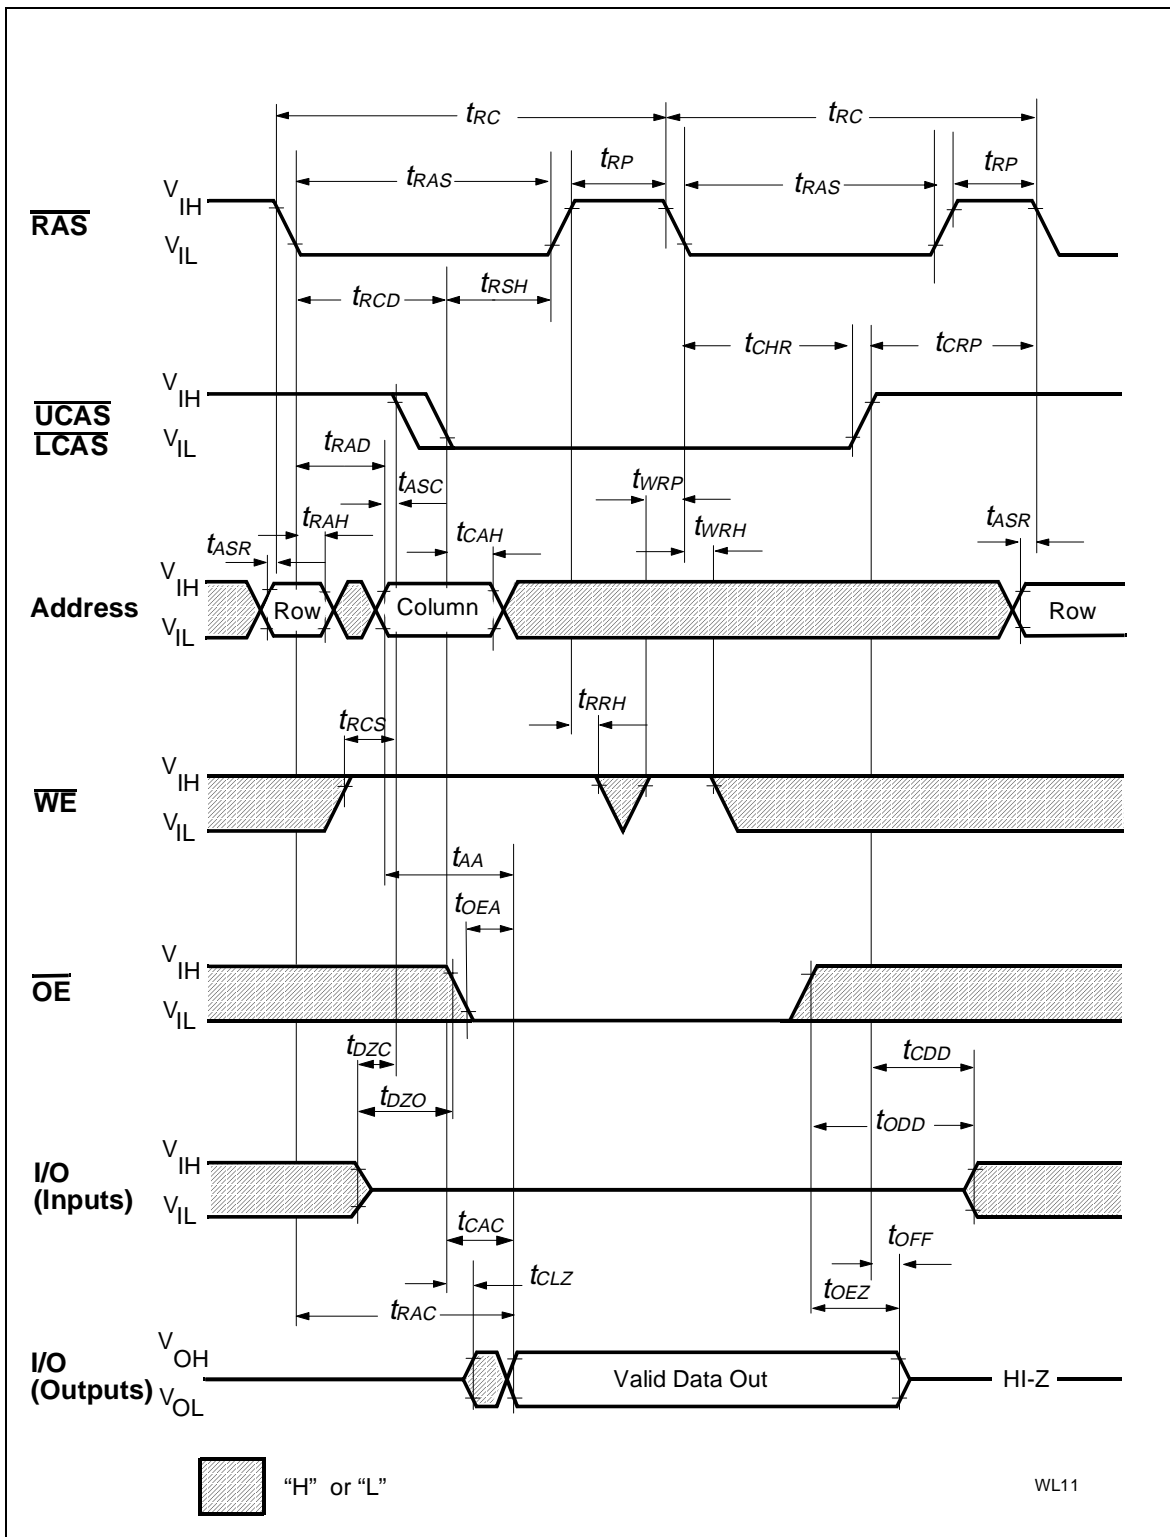 tRC tRC
tRAS tRP tRAS tRP
RAS VIH
VIL
tRCD tRSH
tCHR tCRP
UCAS VIH
LCAS VIL
tRAD
tASC
tWRP
tRAH tCAH tWRH tASR
tASR
Address VIH
VIL
Row Column Row
tRRH
tRCS
WE VIH
VIL
tAA
tOEA
OE VIH
VIL
tDZC tCDD
tDZO tODD
I/O VIH
(Inputs) VIL
tCAC tOFF
tCLZ tOEZ
tRAC
I/O VOH
(Outputs) VOL
Valid Data Out HI-Z
“H” or “L”
WL11